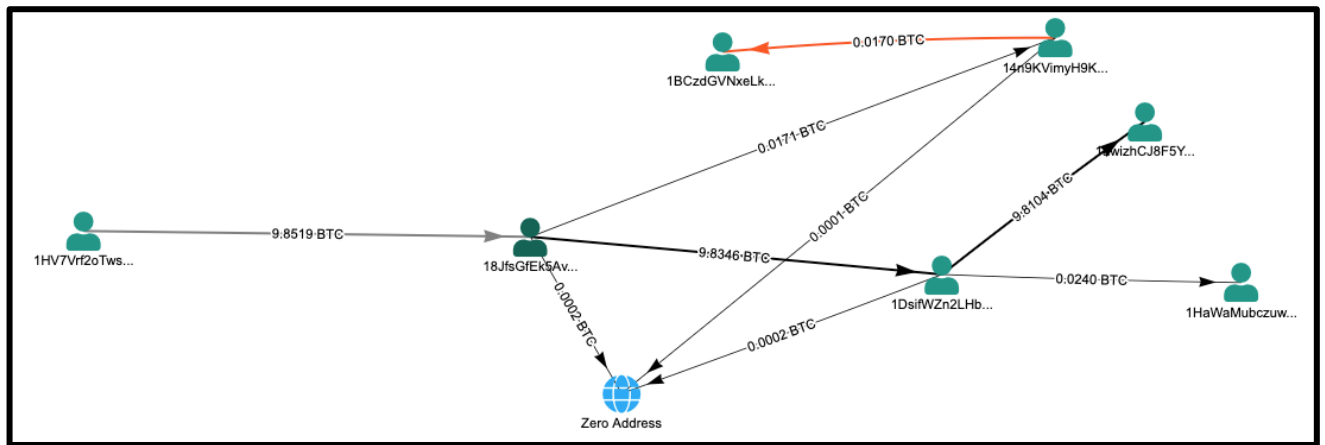 0.0170 BTC
1BCzdGVNxeLk...
14n9KVimyH9K...
0.0171 BTC
9.8104 BTC
0.0001 BTC
9.8519 BTC
1HV7Vrf2oTws...
18JfsGfEk5Av...
9.8346 BTC
0.0240 BTC
1DsifWZn2LHb...
1HaWaMubczuw...
0.0002 BTC
0.0002 BTC
Zero Address